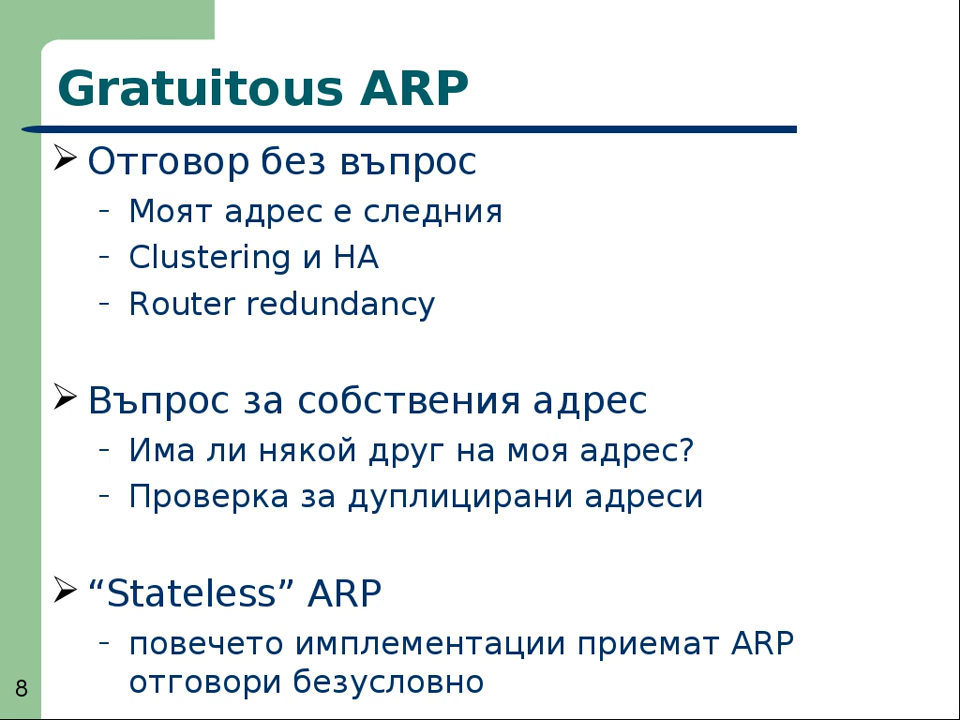 Gratuitous ARP
Отговор без въпрос
– Моят адрес е следния
– Clustering и HA
– Router redundancy
Въпрос за собствения адрес
– Има ли някой друг на моя адрес?
– Проверка за дуплицирани адреси
“Stateless” ARP
– повечето имплементации приемат ARP
отговори безусловно
8